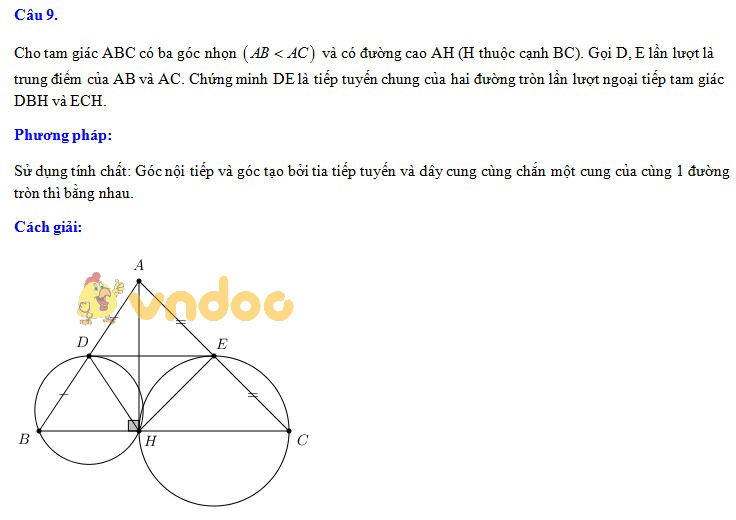 Câu 9.
Cho tam giác ABC có ba góc nhọn (AB < AC) và có đường cao AH (H thuộc cạnh BC). Gọi D, E lần lượt là
trung điểm của AB và AC. Chứng minh DE là tiếp tuyến chung của hai đường tròn lần lượt ngoại tiếp tam giác
DBH và ECH.
Phương pháp:
Sử dụng tính chất: Góc nội tiếp và góc tạo bởi tia tiếp tuyến và dây cung cùng chắn một cung của cùng 1 đường
tròn thì bằng nhau.
Cách giải:
A
vndoc
D E
B H C